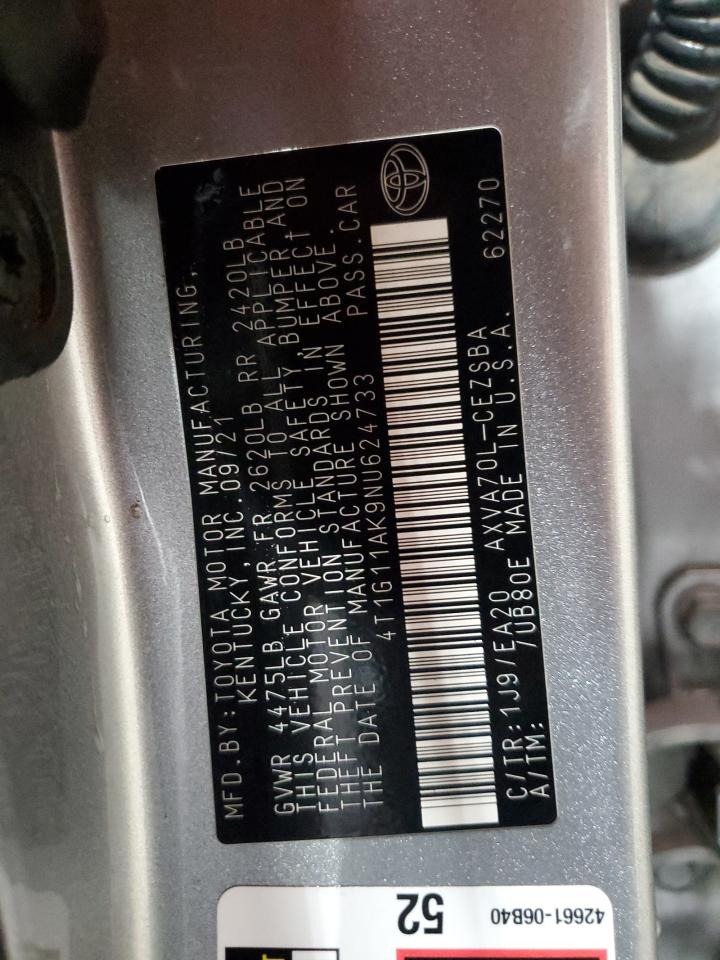 MFD.BY:TOYOTA MOTOR MANUFACTURING,
KENTUCKY, INC.09/21
GVWR 4475LB GAWR FR 2620LB RR 2420LB
THIS VEHICLE CONFORMS TO ALL APPLICABLE
FEDERAL MOTOR VEHICLE SAFETY, BUMPER, AND
THEFT PREVENTION STANDARDS IN EFFECT ON
THE DATE OF MANUFACTURE SHOWN ABOVE.
4T1G11AK9NU624733 PASS.CAR
C/TR:1J9/EA20 AXVA70L-CEZSBA 62270
A/TM: /UB80E MADE IN U.S.A.
52
42661-06B40